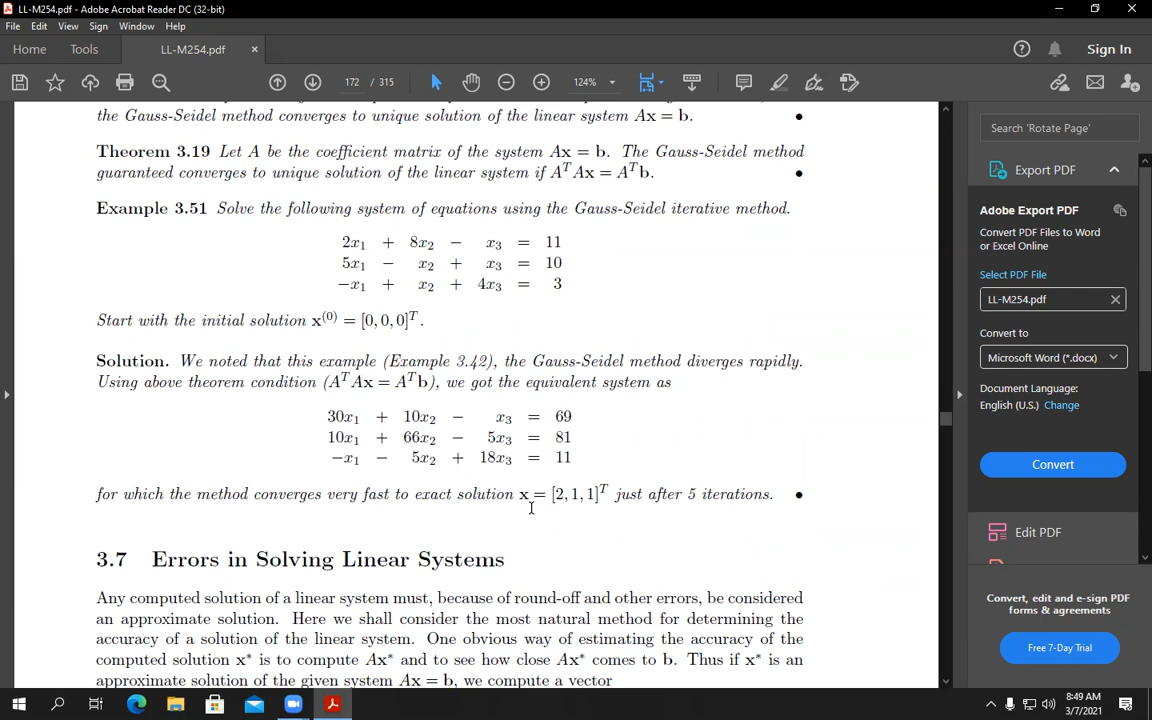 LL-M254.pdf - Adobe Acrobat Reader DC (32-bit)
File Edit View Sign Window Help
Home Tools LL-M254.pdf × Sign In
172 / 315 124%
the Gauss-Seidel method converges to unique solution of the linear system Ax = b. •
Theorem 3.19 Let A be the coefficient matrix of the system Ax = b. The Gauss-Seidel method
guaranteed converges to unique solution of the linear system if AᵀAx = Aᵀb. •
Example 3.51 Solve the following system of equations using the Gauss-Seidel iterative method.
2x₁ + 8x₂ − x₃ = 11
5x₁ − x₂ + x₃ = 10
−x₁ + x₂ + 4x₃ = 3
Start with the initial solution x⁽⁰⁾ = [0, 0, 0]ᵀ.
Solution. We noted that this example (Example 3.42), the Gauss-Seidel method diverges rapidly.
Using above theorem condition (AᵀAx = Aᵀb), we got the equivalent system as
30x₁ + 10x₂ − x₃ = 69
10x₁ + 66x₂ − 5x₃ = 81
−x₁ − 5x₂ + 18x₃ = 11
for which the method converges very fast to exact solution x = [2, 1, 1]ᵀ just after 5 iterations. •
3.7 Errors in Solving Linear Systems
Any computed solution of a linear system must, because of round-off and other errors, be considered
an approximate solution. Here we shall consider the most natural method for determining the
accuracy of a solution of the linear system. One obvious way of estimating the accuracy of the
computed solution x* is to compute Ax* and to see how close Ax* comes to b. Thus if x* is an
approximate solution of the given system Ax = b, we compute a vector
Search 'Rotate Page'
Export PDF
Adobe Export PDF
Convert PDF Files to Word
or Excel Online
Select PDF File
LL-M254.pdf
Convert to
Microsoft Word (*.docx)
Document Language:
English (U.S.) Change
Convert
Edit PDF
Convert, edit and e-sign PDF
forms & agreements
Free 7-Day Trial
8:49 AM
3/7/2021